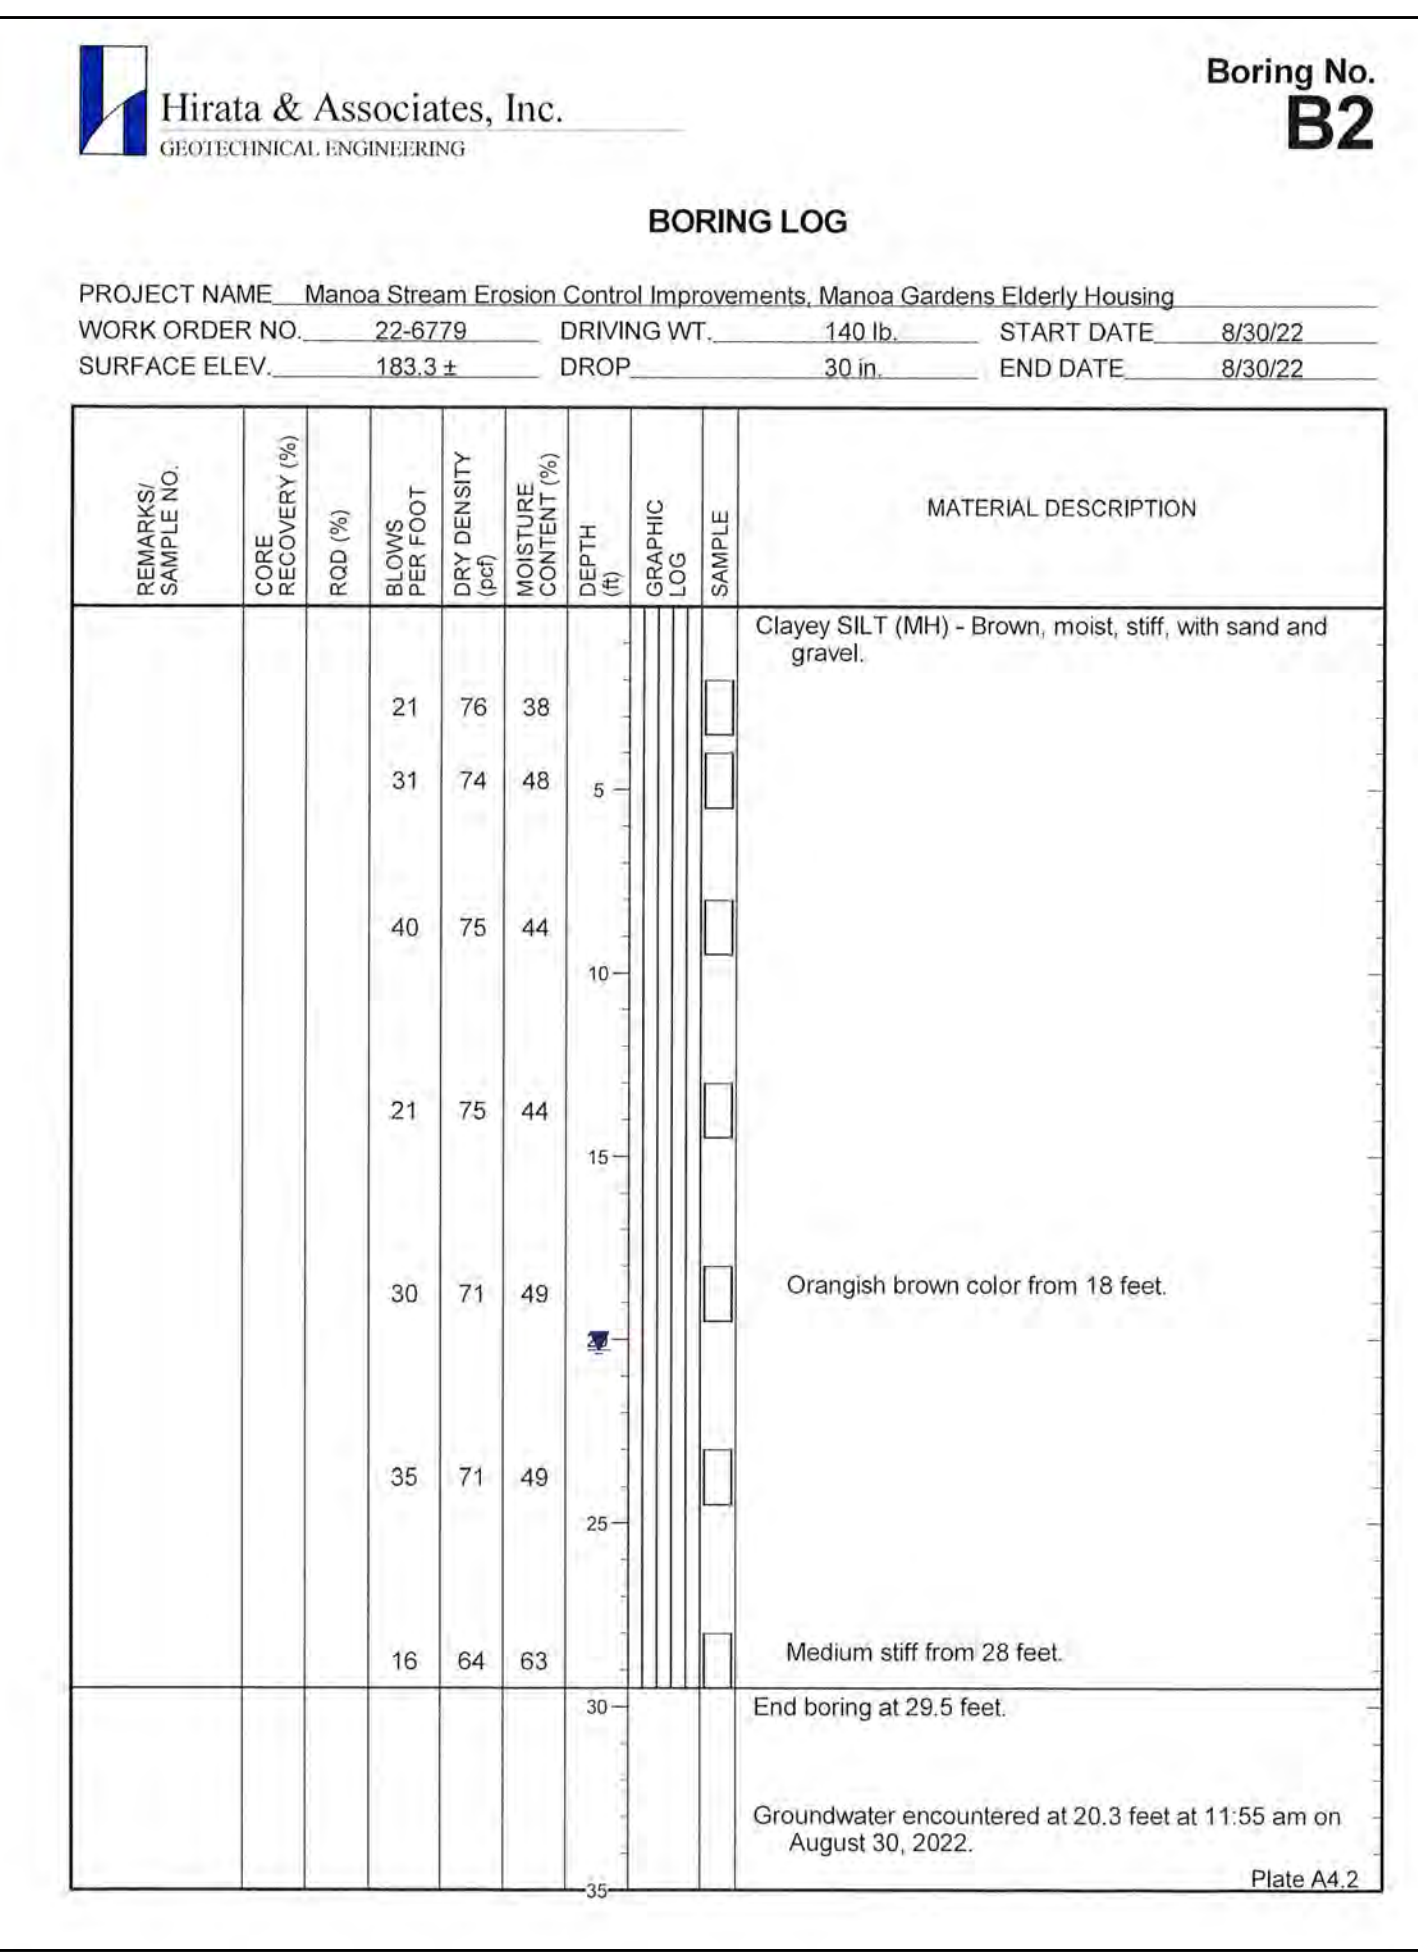 Hirata & Associates, Inc.
GEOTECHNICAL ENGINEERING
Boring No.
B2
BORING LOG
PROJECT NAME Manoa Stream Erosion Control Improvements, Manoa Gardens Elderly Housing
WORK ORDER NO. 22-6779 DRIVING WT. 140 lb. START DATE 8/30/22
SURFACE ELEV. 183.3 ± DROP 30 in. END DATE 8/30/22
REMARKS/
SAMPLE NO.
CORE
RECOVERY (%)
RQD (%)
BLOWS
PER FOOT
DRY DENSITY
(pcf)
MOISTURE
CONTENT (%)
DEPTH
(ft)
GRAPHIC
LOG
SAMPLE
MATERIAL DESCRIPTION
Clayey SILT (MH) - Brown, moist, stiff, with sand and
gravel.
21 76 38
31 74 48
5
40 75 44
10
21 75 44
15
30 71 49 Orangish brown color from 18 feet.
20
35 71 49
25
16 64 63 Medium stiff from 28 feet.
30 End boring at 29.5 feet.
Groundwater encountered at 20.3 feet at 11:55 am on
August 30, 2022.
35 Plate A4.2